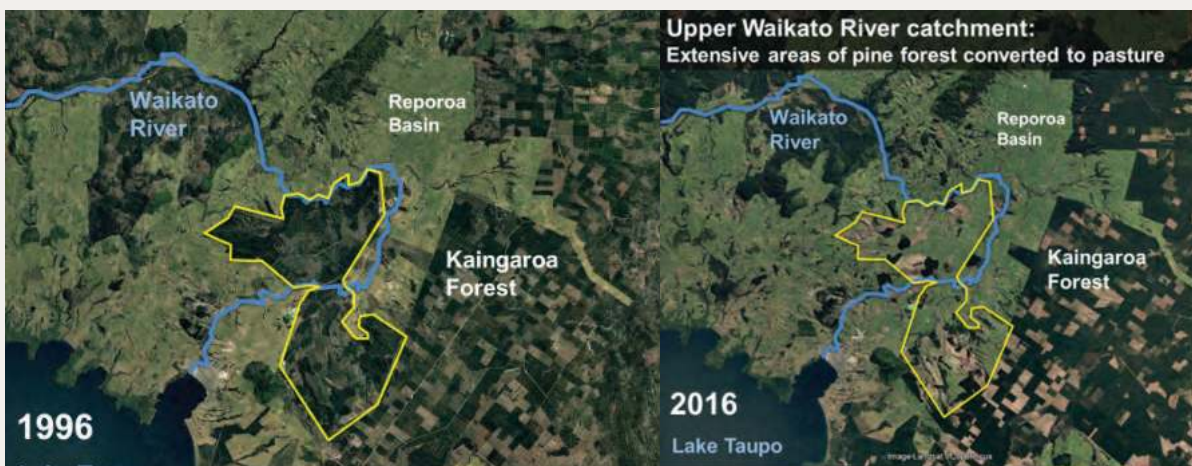 Waikato
River
Reporoa
Basin
Kaingaroa
Forest
1996
Upper Waikato River catchment:
Extensive areas of pine forest converted to pasture
Waikato
River
Reporoa
Basin
Kaingaroa
Forest
2016
Lake Taupo